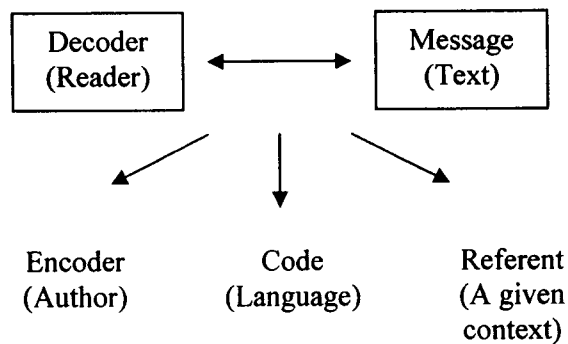 Decoder
(Reader)
Message
(Text)
Encoder
(Author)
Code
(Language)
Referent
(A given
context)